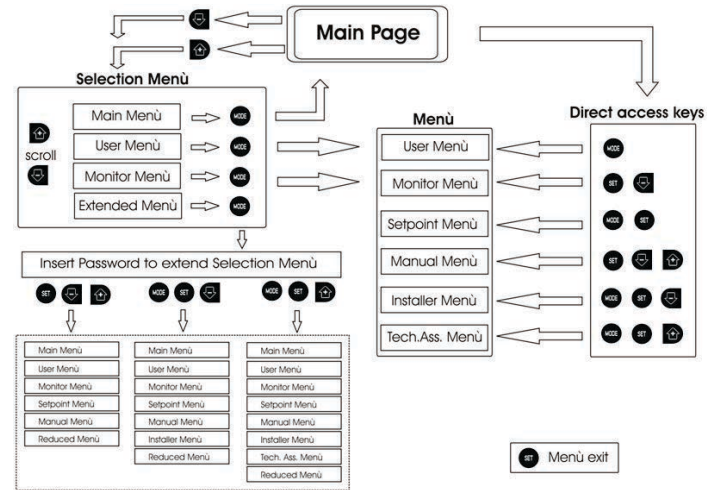 Main Page
Selection Menù
Main Menù MODE
User Menù MODE
scroll
Monitor Menù MODE
Extended Menù MODE
Menù
User Menù
Monitor Menù
Setpoint Menù
Manual Menù
Installer Menù
Tech.Ass. Menù
Direct access keys
MODE
SET
MODE SET
SET
MODE SET
MODE SET
Insert Password to extend Selection Menù
SET
MODE SET
MODE SET
Main Menù
User Menù
Monitor Menù
Setpoint Menù
Manual Menù
Reduced Menù
Main Menù
User Menù
Monitor Menù
Setpoint Menù
Manual Menù
Installer Menù
Reduced Menù
Main Menù
User Menù
Monitor Menù
Setpoint Menù
Manual Menù
Installer Menù
Tech. Ass. Menù
Reduced Menù
SET Menù exit